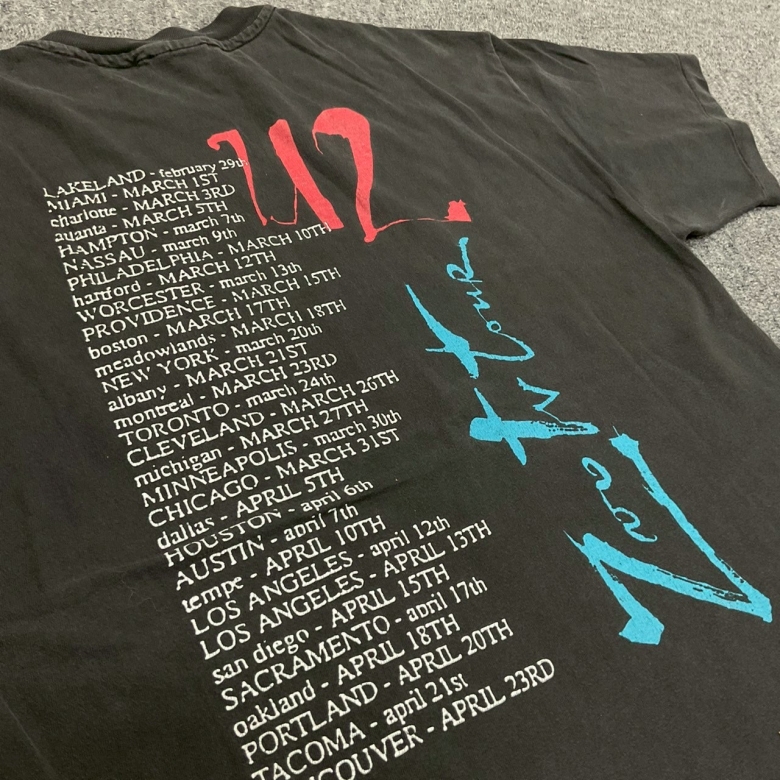 U2
Zoo Tv Tour
LAKELAND - february 29th
MIAMI - MARCH 1ST
charlotte - MARCH 3RD
atlanta - MARCH 5TH
HAMPTON - march 7th
NASSAU - march 9th
PHILADELPHIA - MARCH 10TH
hartford - MARCH 12TH
WORCESTER - march 13th
PROVIDENCE - MARCH 15TH
boston - MARCH 17TH
meadowlands - MARCH 18TH
NEW YORK - march 20th
albany - MARCH 21ST
montreal - MARCH 23RD
TORONTO - march 24th
CLEVELAND - MARCH 26TH
michigan - MARCH 27TH
MINNEAPOLIS - march 30th
CHICAGO - MARCH 31ST
dallas - APRIL 5TH
HOUSTON - april 6th
AUSTIN - april 7th
tempe - APRIL 10TH
LOS ANGELES - april 12th
LOS ANGELES - APRIL 13TH
san diego - APRIL 15TH
SACRAMENTO - april 17th
oakland - APRIL 18TH
PORTLAND - APRIL 20TH
TACOMA - april 21st
VANCOUVER - APRIL 23RD